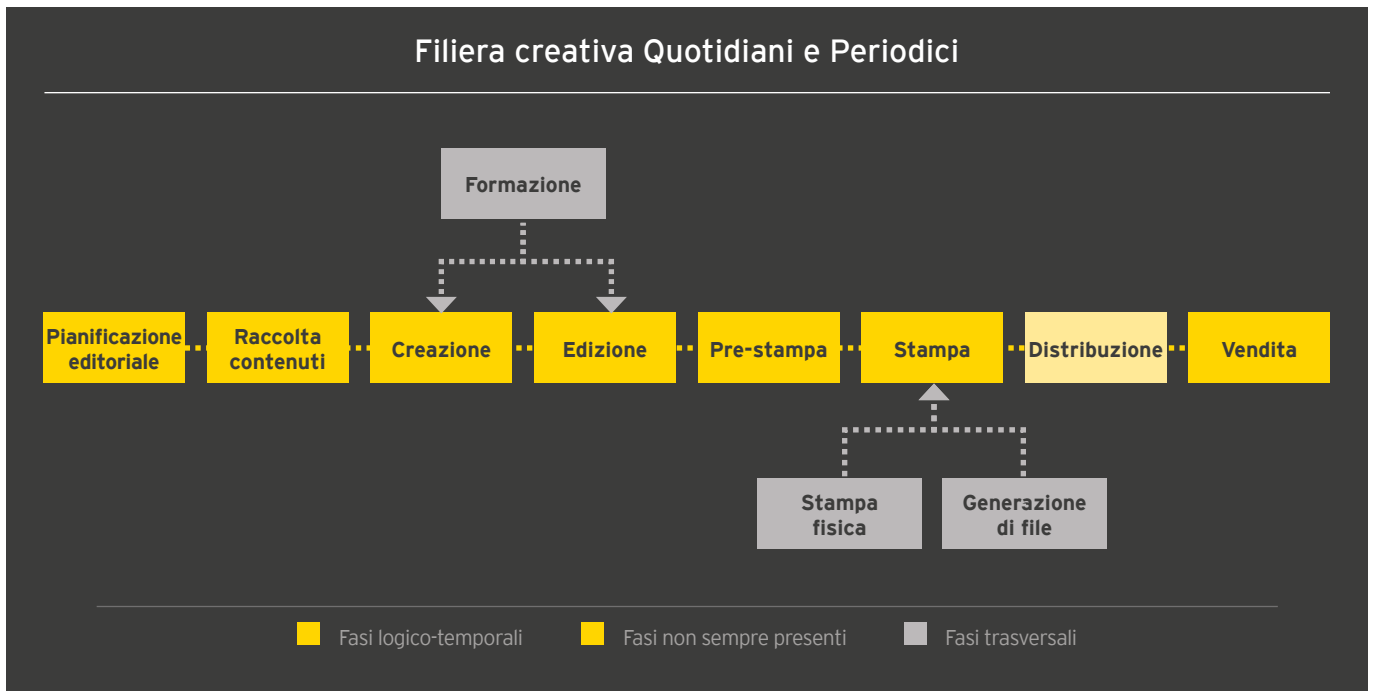 Filiera creativa Quotidiani e Periodici
Formazione
Pianificazione
editoriale
Raccolta
contenuti
Creazione
Edizione
Pre-stampa
Stampa
Distribuzione
Vendita
Stampa
fisica
Generazione
di file
Fasi logico-temporali
Fasi non sempre presenti
Fasi trasversali